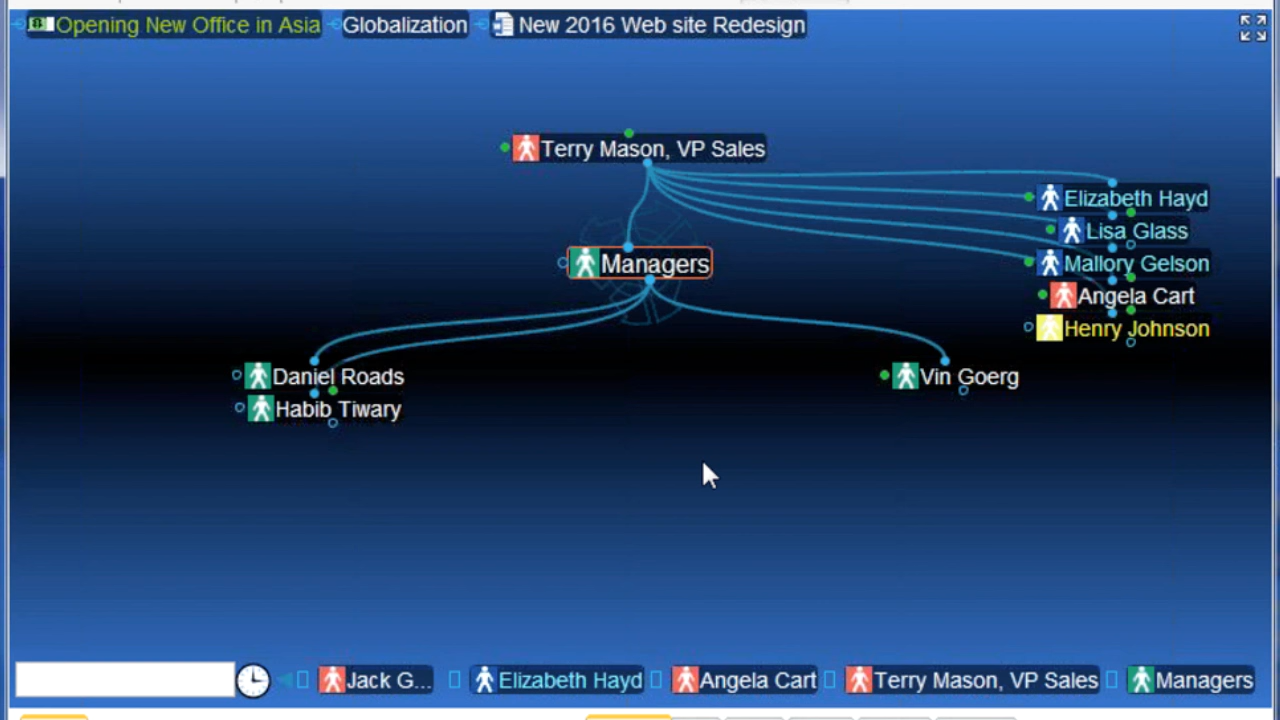 Opening New Office in Asia Globalization New 2016 Web site Redesign
Terry Mason, VP Sales
Elizabeth Hayd
Lisa Glass
Managers
Mallory Gelson
Angela Cart
Henry Johnson
Daniel Roads
Vin Goerg
Habib Tiwary
Jack G... Elizabeth Hayd Angela Cart Terry Mason, VP Sales Managers